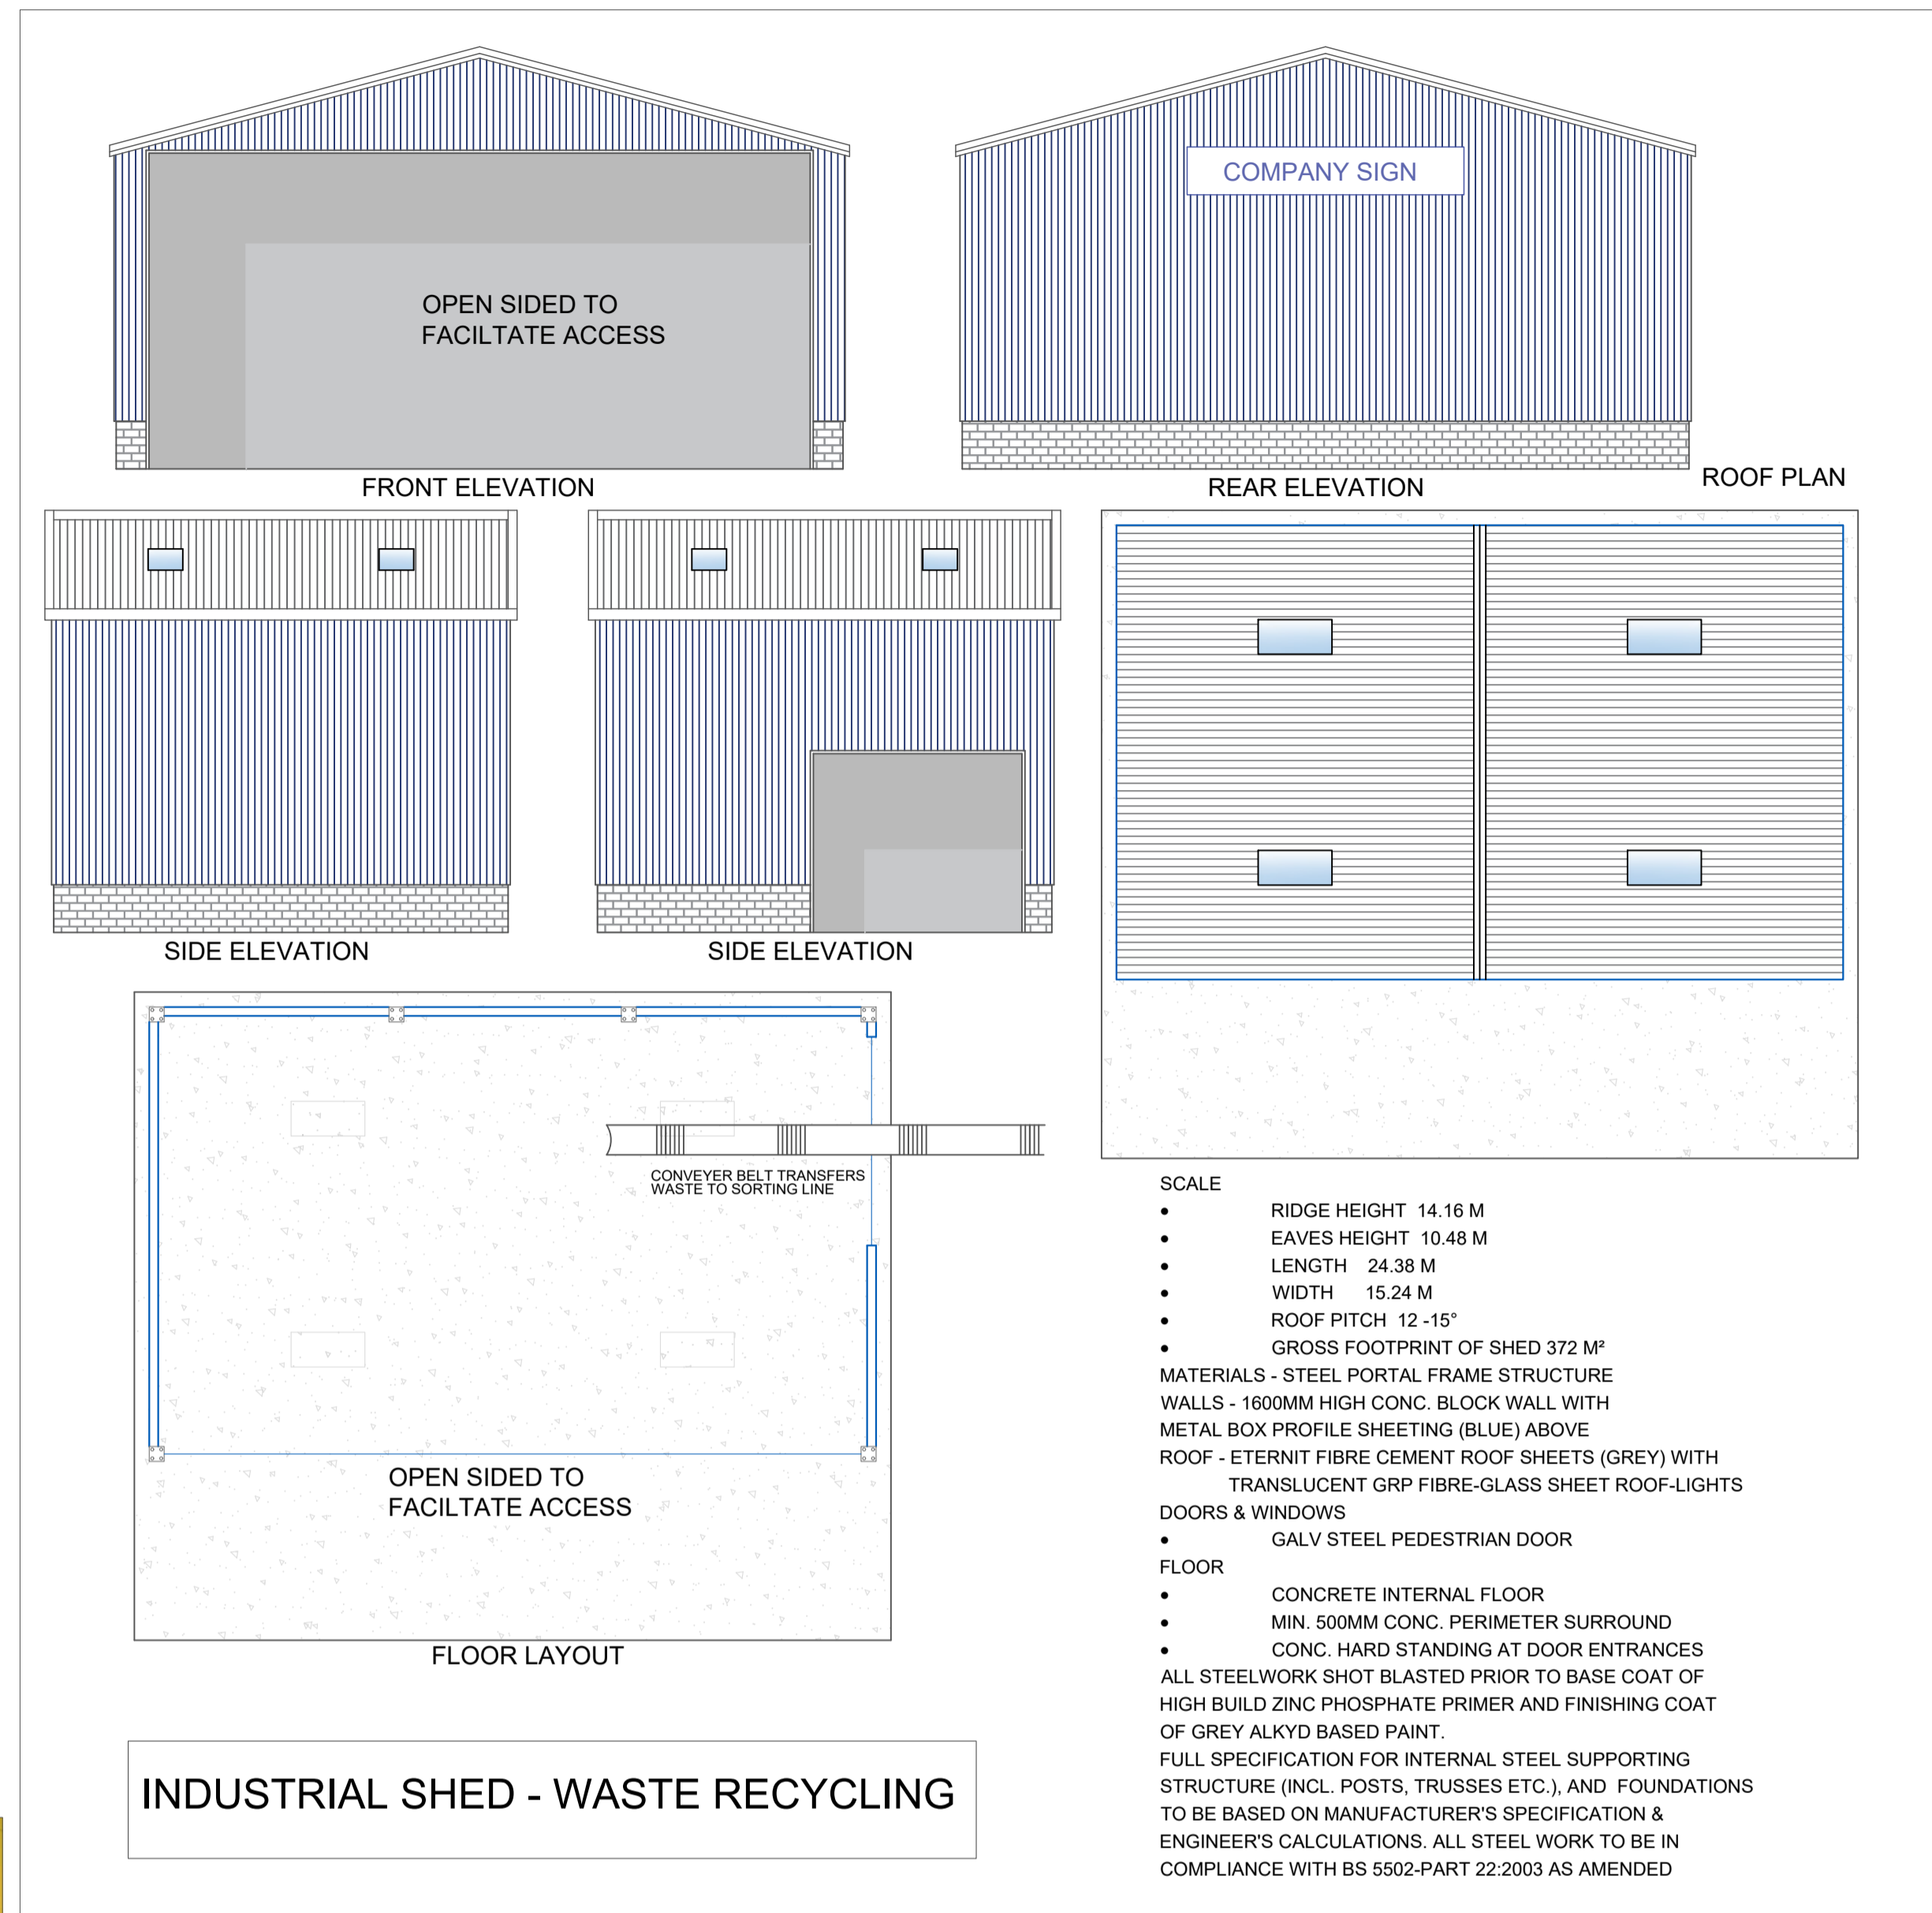 COMPANY SIGN
OPEN SIDED TO
FACILTATE ACCESS
FRONT ELEVATION
REAR ELEVATION
ROOF PLAN
SIDE ELEVATION
SIDE ELEVATION
CONVEYER BELT TRANSFERS
WASTE TO SORTING LINE
OPEN SIDED TO
FACILTATE ACCESS
FLOOR LAYOUT
INDUSTRIAL SHED - WASTE RECYCLING
SCALE
• RIDGE HEIGHT 14.16 M
• EAVES HEIGHT 10.48 M
• LENGTH 24.38 M
• WIDTH 15.24 M
• ROOF PITCH 12 -15°
• GROSS FOOTPRINT OF SHED 372 M²
MATERIALS - STEEL PORTAL FRAME STRUCTURE
WALLS - 1600MM HIGH CONC. BLOCK WALL WITH
METAL BOX PROFILE SHEETING (BLUE) ABOVE
ROOF - ETERNIT FIBRE CEMENT ROOF SHEETS (GREY) WITH
TRANSLUCENT GRP FIBRE-GLASS SHEET ROOF-LIGHTS
DOORS & WINDOWS
• GALV STEEL PEDESTRIAN DOOR
FLOOR
• CONCRETE INTERNAL FLOOR
• MIN. 500MM CONC. PERIMETER SURROUND
• CONC. HARD STANDING AT DOOR ENTRANCES
ALL STEELWORK SHOT BLASTED PRIOR TO BASE COAT OF
HIGH BUILD ZINC PHOSPHATE PRIMER AND FINISHING COAT
OF GREY ALKYD BASED PAINT.
FULL SPECIFICATION FOR INTERNAL STEEL SUPPORTING
STRUCTURE (INCL. POSTS, TRUSSES ETC.), AND FOUNDATIONS
TO BE BASED ON MANUFACTURER'S SPECIFICATION &
ENGINEER'S CALCULATIONS. ALL STEEL WORK TO BE IN
COMPLIANCE WITH BS 5502-PART 22:2003 AS AMENDED